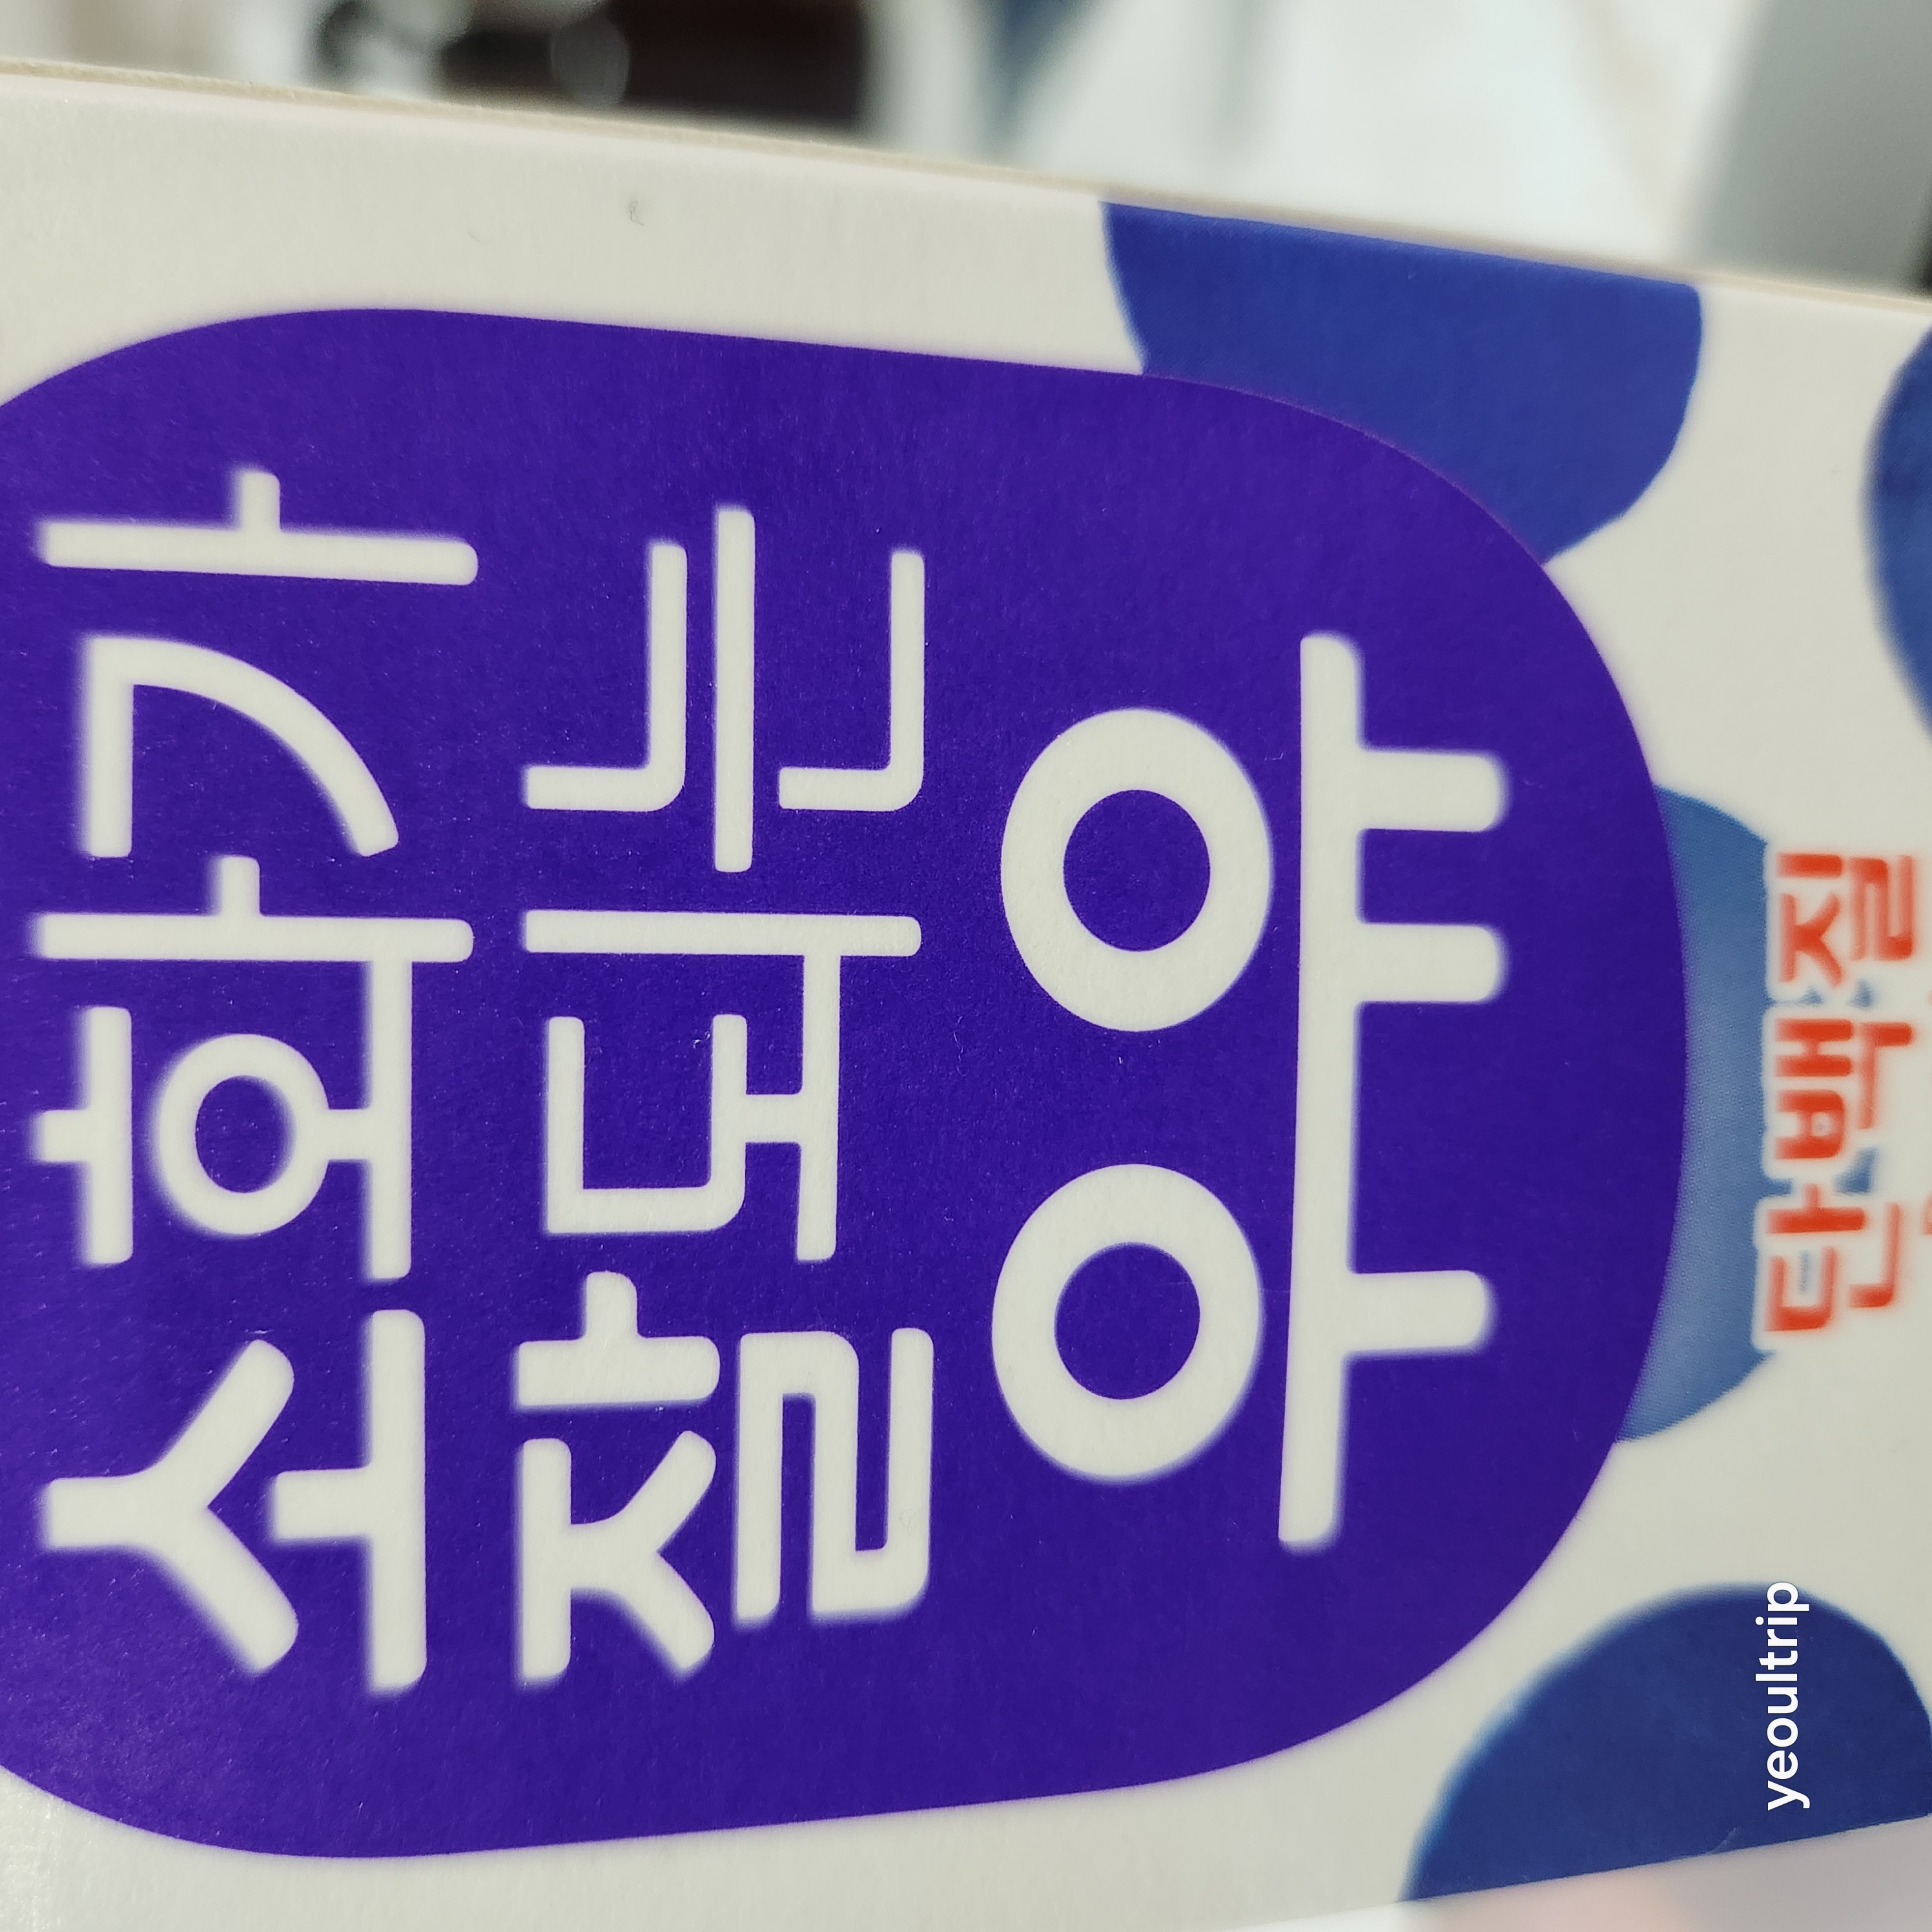 소화가
잘되는
우유
단백질
yeoultrip